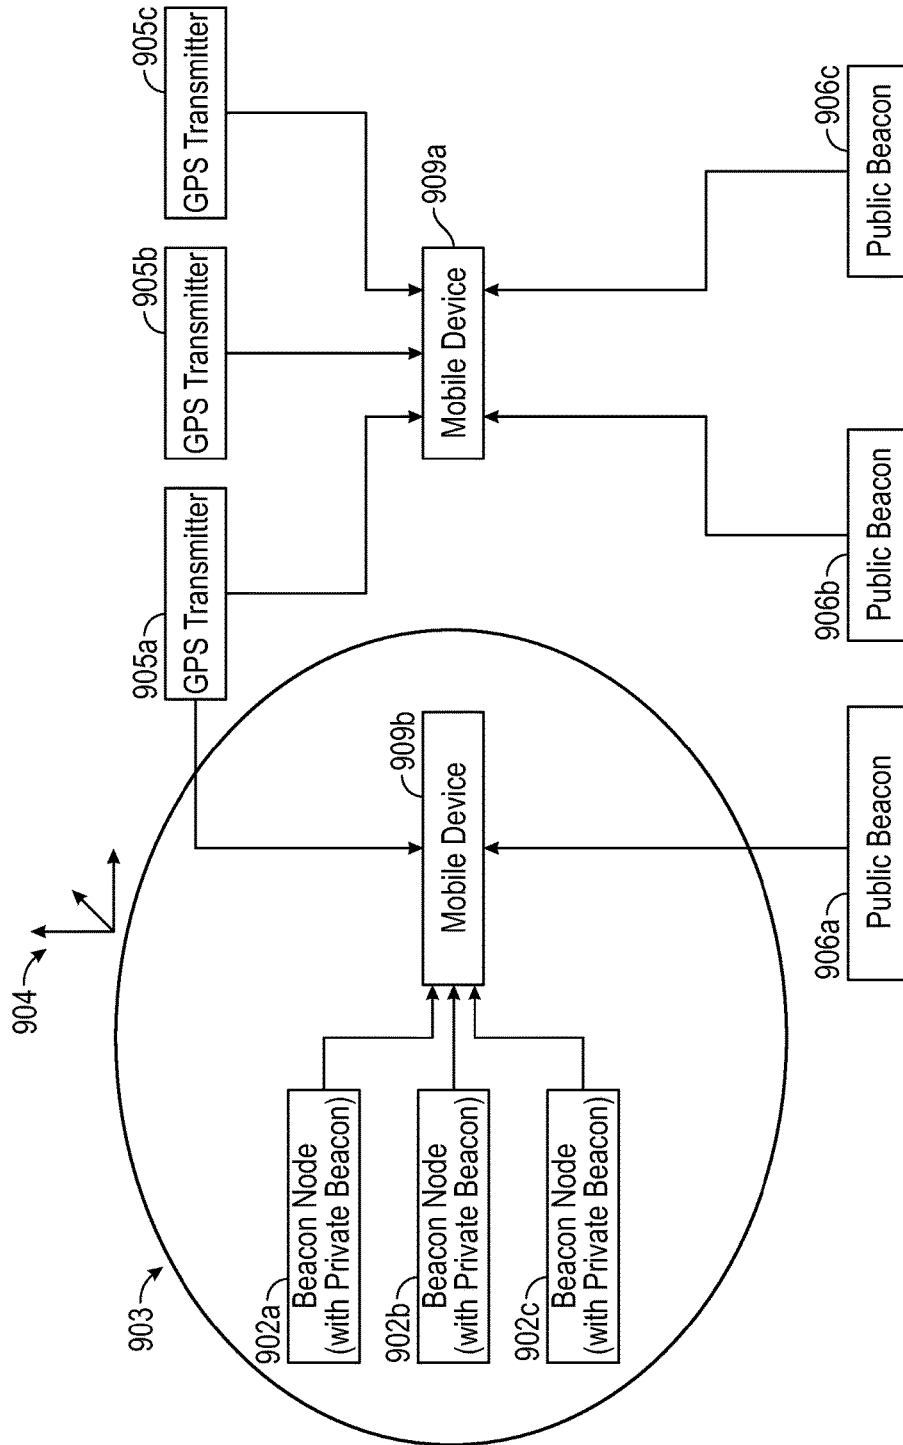 904
903
905a
GPS Transmitter
905b
GPS Transmitter
905c
GPS Transmitter
902a
Beacon Node
(with Private Beacon)
902b
Beacon Node
(with Private Beacon)
902c
Beacon Node
(with Private Beacon)
909b
Mobile Device
909a
Mobile Device
906a
Public Beacon
906b
Public Beacon
906c
Public Beacon